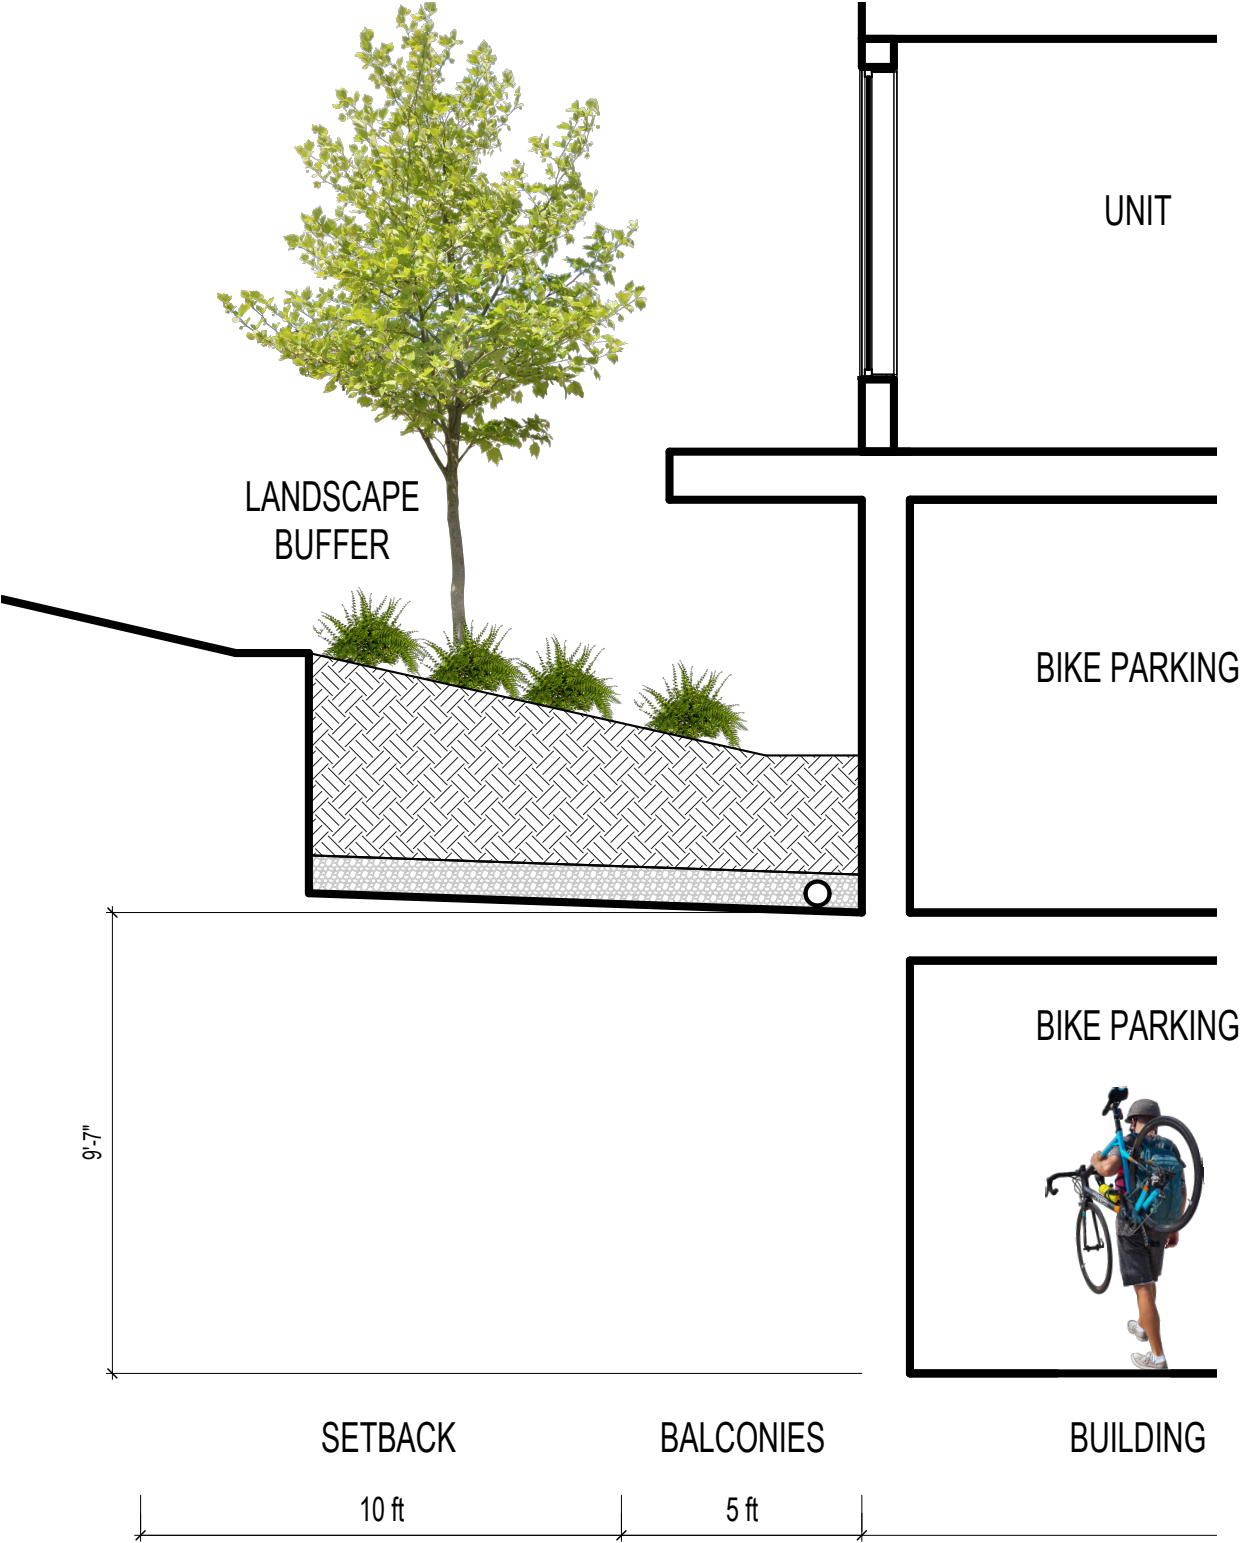 UNIT
LANDSCAPE
BUFFER
BIKE PARKING
BIKE PARKING
9'-7"
SETBACK
BALCONIES
BUILDING
10 ft
5 ft